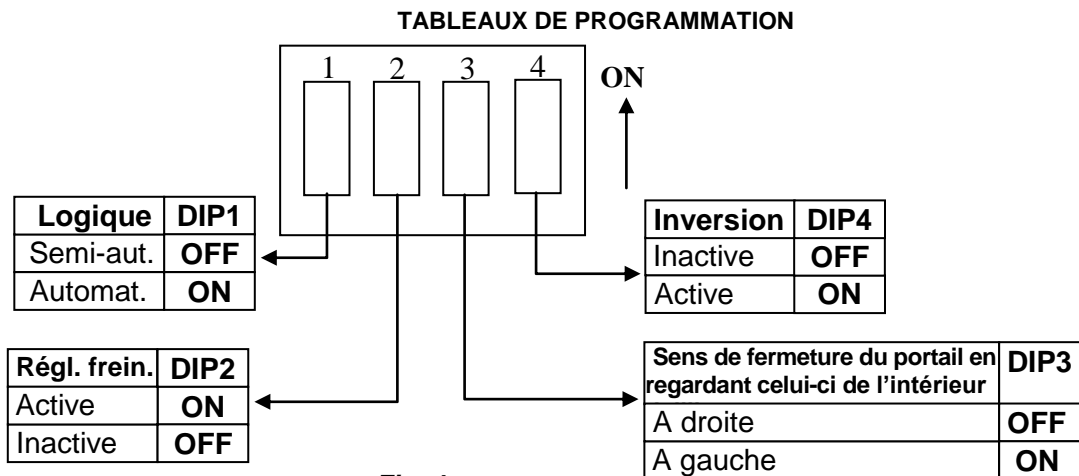 TABLEAUX DE PROGRAMMATION
1 2 3 4
ON
Logique DIP1
Semi-aut. OFF
Automat. ON
Inversion DIP4
Inactive OFF
Active ON
Régl. frein. DIP2
Active ON
Inactive OFF
Sens de fermeture du portail en
regardant celui-ci de l’intérieur DIP3
A droite OFF
A gauche ON